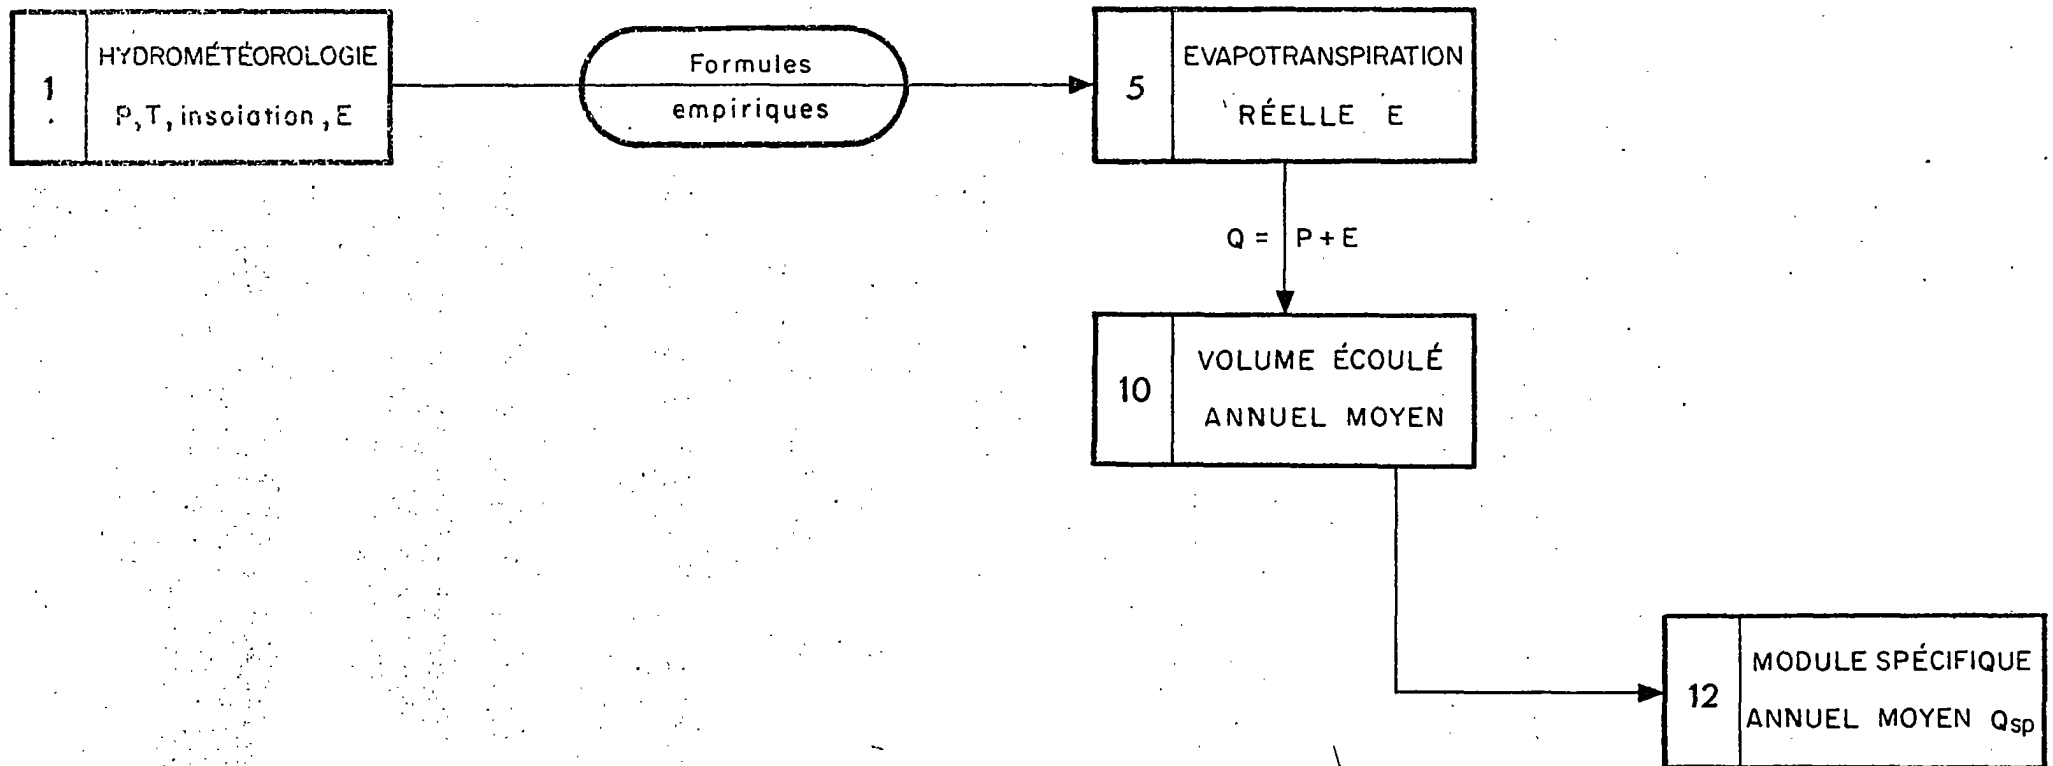 1
HYDROMÉTÉOROLOGIE
P, T, insolation, E
Formules
empiriques
5
EVAPOTRANSPIRATION
RÉELLE E
Q = P + E
10
VOLUME ÉCOULÉ
ANNUEL MOYEN
12
MODULE SPÉCIFIQUE
ANNUEL MOYEN Qsp